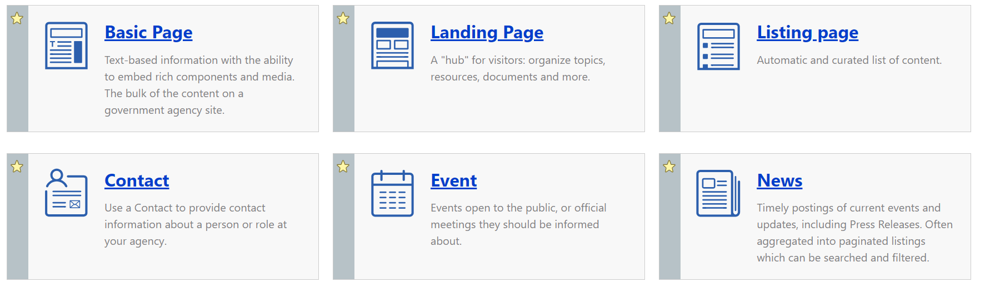 Basic Page
Text-based information with the ability
to embed rich components and media.
The bulk of the content on a
government agency site.
Landing Page
A "hub" for visitors: organize topics,
resources, documents and more.
Listing page
Automatic and curated list of content.
Contact
Use a Contact to provide contact
information about a person or role at
your agency.
Event
Events open to the public, or official
meetings they should be informed
about.
News
Timely postings of current events and
updates, including Press Releases. Often
aggregated into paginated listings
which can be searched and filtered.